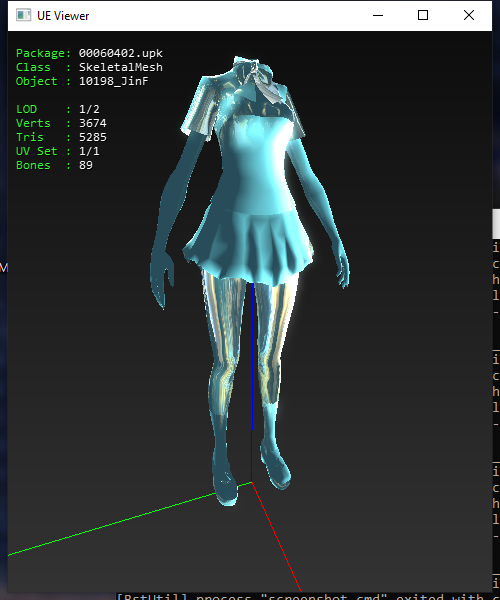 UE Viewer
Package: 00060402.upk
Class  : SkeletalMesh
Object : 10198_JinF
LOD    : 1/2
Verts  : 3674
Tris   : 5285
UV Set : 1/1
Bones  : 89
M
i
c
h
l
-
i
c
h
l
-
i
c
h
l
-
[BstUtil] process "screenshot.cmd" exited with c